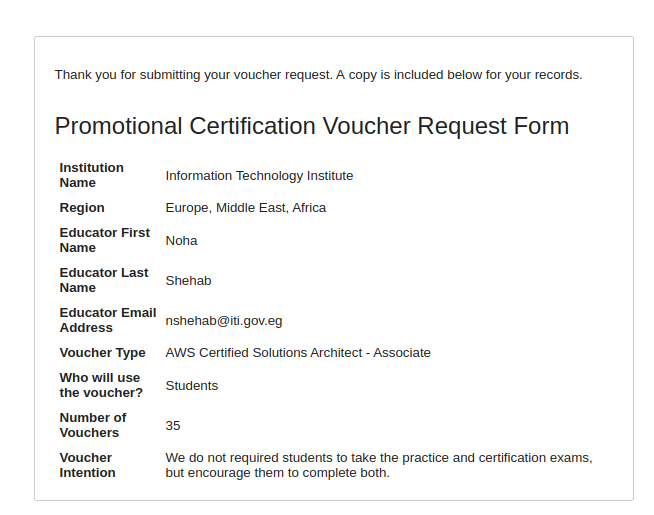 Thank you for submitting your voucher request. A copy is included below for your records.
Promotional Certification Voucher Request Form
Institution
Name
Information Technology Institute
Region
Europe, Middle East, Africa
Educator First
Name
Noha
Educator Last
Name
Shehab
Educator Email
Address
nshehab@iti.gov.eg
Voucher Type
AWS Certified Solutions Architect - Associate
Who will use
the voucher?
Students
Number of
Vouchers
35
Voucher
Intention
We do not required students to take the practice and certification exams,
but encourage them to complete both.